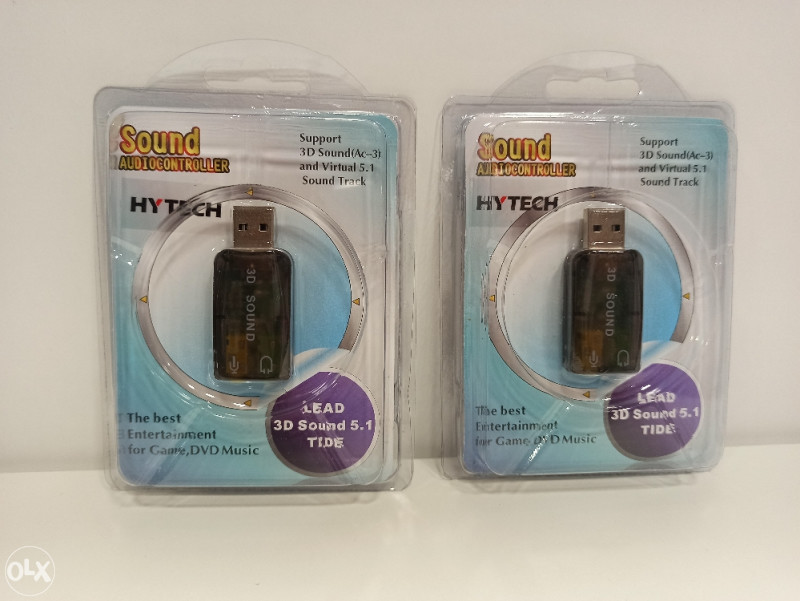 Sound
AUDIOCONTROLLER
Support
3D Sound(Ac-3)
and Virtual 5.1
Sound Track
HYTECH
3D SOUND
LEAD
3D Sound 5.1
TIDE
The best
Entertainment
for Game,DVD Music
Sound
AUDIOCONTROLLER
Support
3D Sound(Ac-3)
and Virtual 5.1
Sound Track
HYTECH
3D SOUND
LEAD
3D Sound 5.1
TIDE
The best
Entertainment
for Game,DVD Music
OLX